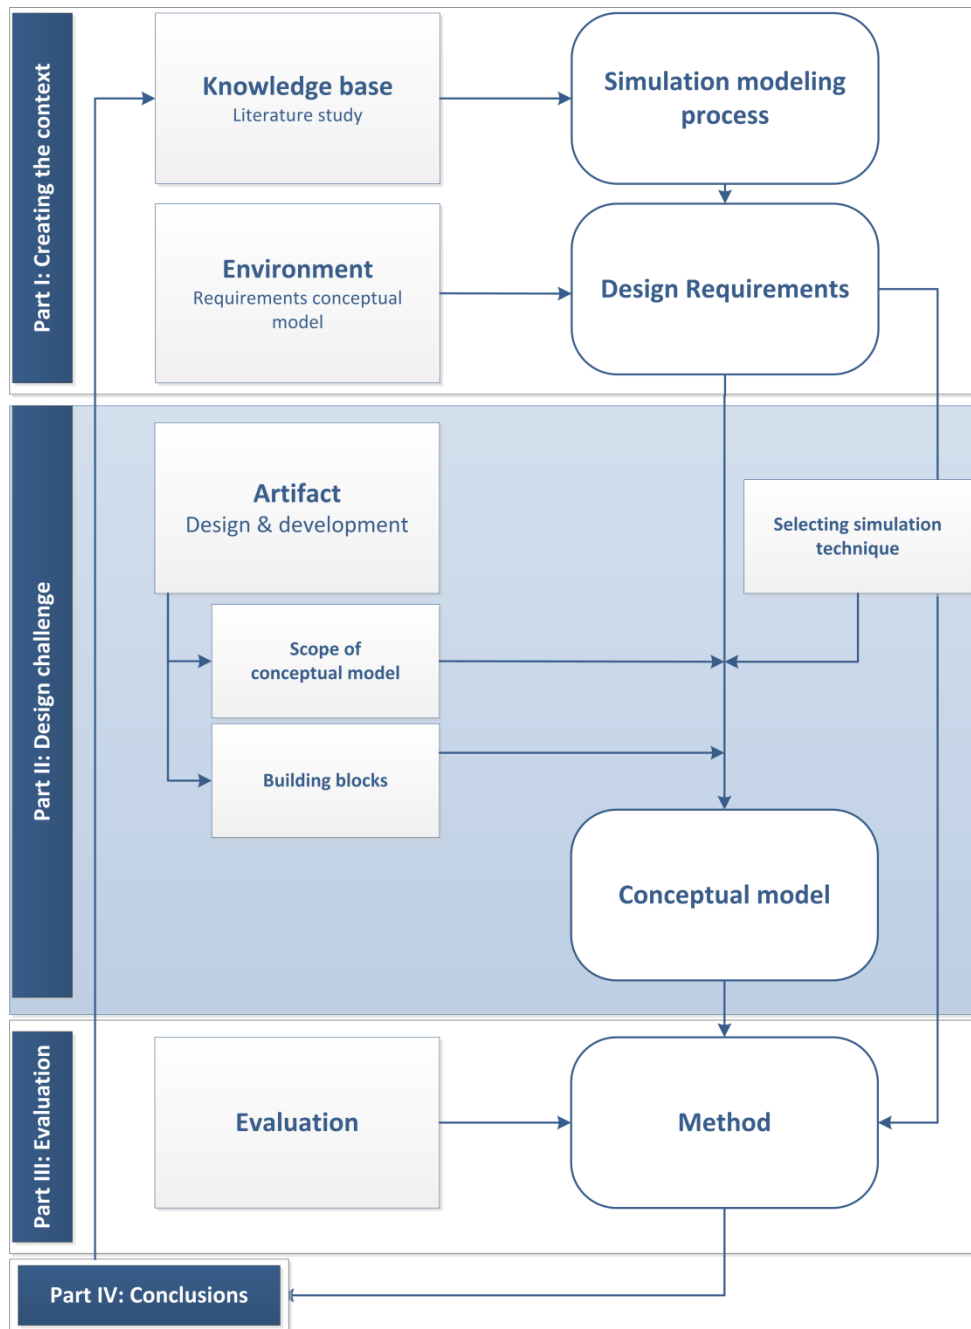 Part I: Creating the context
Knowledge base
Literature study
Simulation modeling
process
Environment
Requirements conceptual
model
Design Requirements
Part II: Design challenge
Artifact
Design & development
Selecting simulation
technique
Scope of
conceptual model
Building blocks
Conceptual model
Part III: Evaluation
Evaluation
Method
Part IV: Conclusions